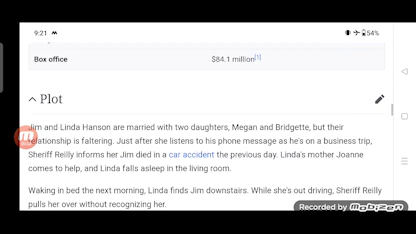 9:21
54%
Box office $84.1 million[1]
Plot
Jim and Linda Hanson are married with two daughters, Megan and Bridgette, but their
relationship is faltering. Just after she listens to his phone message as he's on a business trip,
Sheriff Reilly informs her Jim died in a car accident the previous day. Linda's mother Joanne
comes to help, and Linda falls asleep in the living room.
Waking in bed the next morning, Linda finds Jim downstairs. While she's out driving, Sheriff Reilly
pulls her over without recognizing her.
Recorded by Mobizen